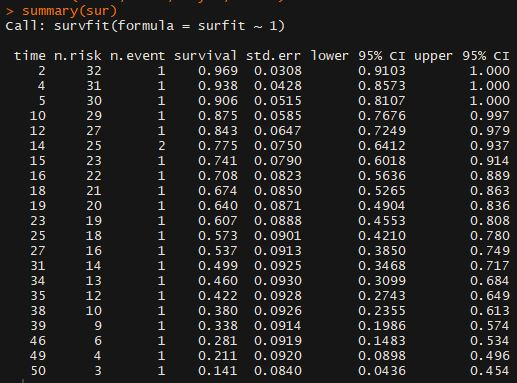 > summary(sur)
Call: survfit(formula = surfit ~ 1)
time n.risk n.event survival std.err lower 95% CI upper 95% CI
2 32 1 0.969 0.0308 0.9103 1.000
4 31 1 0.938 0.0428 0.8573 1.000
5 30 1 0.906 0.0515 0.8107 1.000
10 29 1 0.875 0.0585 0.7676 0.997
12 27 1 0.843 0.0647 0.7249 0.979
14 25 2 0.775 0.0750 0.6412 0.937
15 23 1 0.741 0.0790 0.6018 0.914
16 22 1 0.708 0.0823 0.5636 0.889
18 21 1 0.674 0.0850 0.5265 0.863
19 20 1 0.640 0.0871 0.4904 0.836
23 19 1 0.607 0.0888 0.4553 0.808
25 18 1 0.573 0.0901 0.4210 0.780
27 16 1 0.537 0.0913 0.3850 0.749
31 14 1 0.499 0.0925 0.3468 0.717
34 13 1 0.460 0.0930 0.3099 0.684
35 12 1 0.422 0.0928 0.2743 0.649
38 10 1 0.380 0.0926 0.2355 0.613
39 9 1 0.338 0.0914 0.1986 0.574
46 6 1 0.281 0.0919 0.1483 0.534
49 4 1 0.211 0.0920 0.0898 0.496
50 3 1 0.141 0.0840 0.0436 0.454